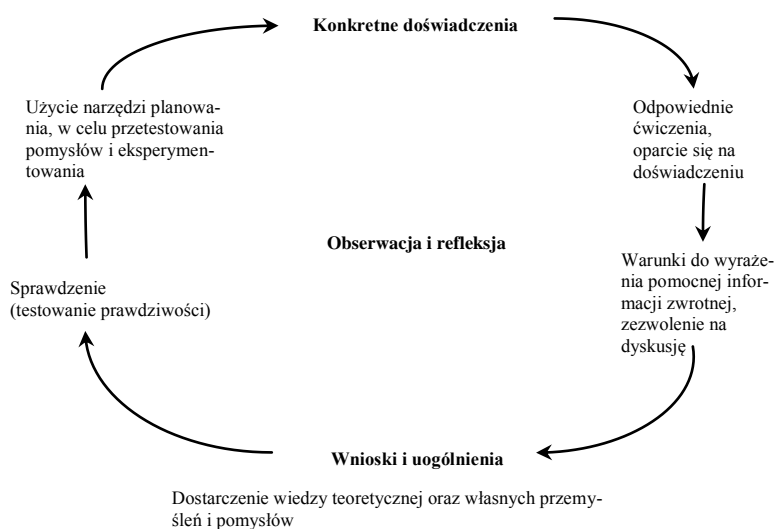 Konkretne doświadczenia
Użycie narzędzi planowa-
nia, w celu przetestowania
pomysłów i eksperymen-
towania
Odpowiednie
ćwiczenia,
oparcie się na
doświadczeniu
Obserwacja i refleksja
Warunki do wyraże-
nia pomocnej infor-
macji zwrotnej,
zezwolenie na
dyskusję
Sprawdzenie
(testowanie prawdziwości)
Wnioski i uogólnienia
Dostarczenie wiedzy teoretycznej oraz własnych przemy-
śleń i pomysłów